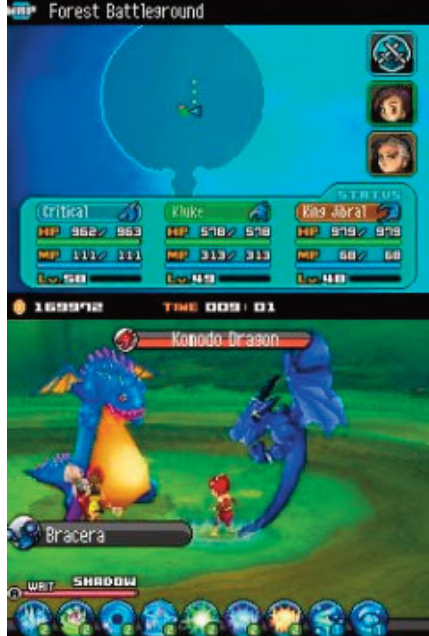 MAP Forest Battleground
STATUS
Critical Kluke King Jibral
HP 962/ 963 HP 578/ 578 HP 979/ 979
MP 111/ 111 MP 313/ 313 MP 68/ 68
Lv.50 Lv.49 Lv.48
169972 TIME 009:01
Komodo Dragon
Bracera
A WAIT SHADOW